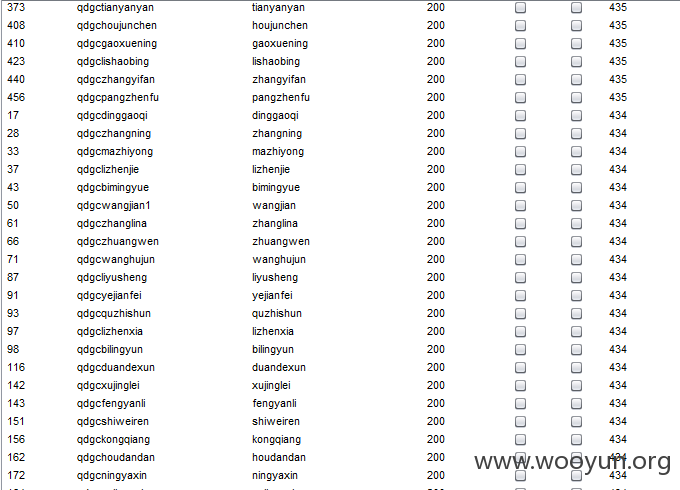 373 qdgctianyanyan tianyanyan 200 435
408 qdgchoujunchen houjunchen 200 435
410 qdgcgaoxuening gaoxuening 200 435
423 qdgclishaobing lishaobing 200 435
440 qdgczhangyifan zhangyifan 200 435
456 qdgcpangzhenfu pangzhenfu 200 435
17 qdgcdinggaoqi dinggaoqi 200 434
28 qdgczhangning zhangning 200 434
33 qdgcmazhiyong mazhiyong 200 434
37 qdgclizhenjie lizhenjie 200 434
43 qdgcbimingyue bimingyue 200 434
50 qdgcwangjian1 wangjian 200 434
61 qdgczhanglina zhanglina 200 434
66 qdgczhuangwen zhuangwen 200 434
71 qdgcwanghujun wanghujun 200 434
87 qdgcliyusheng liyusheng 200 434
91 qdgcyejianfei yejianfei 200 434
93 qdgcquzhishun quzhishun 200 434
97 qdgclizhenxia lizhenxia 200 434
98 qdgcbilingyun bilingyun 200 434
116 qdgcduandexun duandexun 200 434
142 qdgcxujinglei xujinglei 200 434
143 qdgcfengyanli fengyanli 200 434
151 qdgcshiweiren shiweiren 200 434
156 qdgckongqiang kongqiang 200 434
162 qdgchoudandan houdandan 200 434
www.wooyun.org
172 qdgcningyaxin ningyaxin 200 434